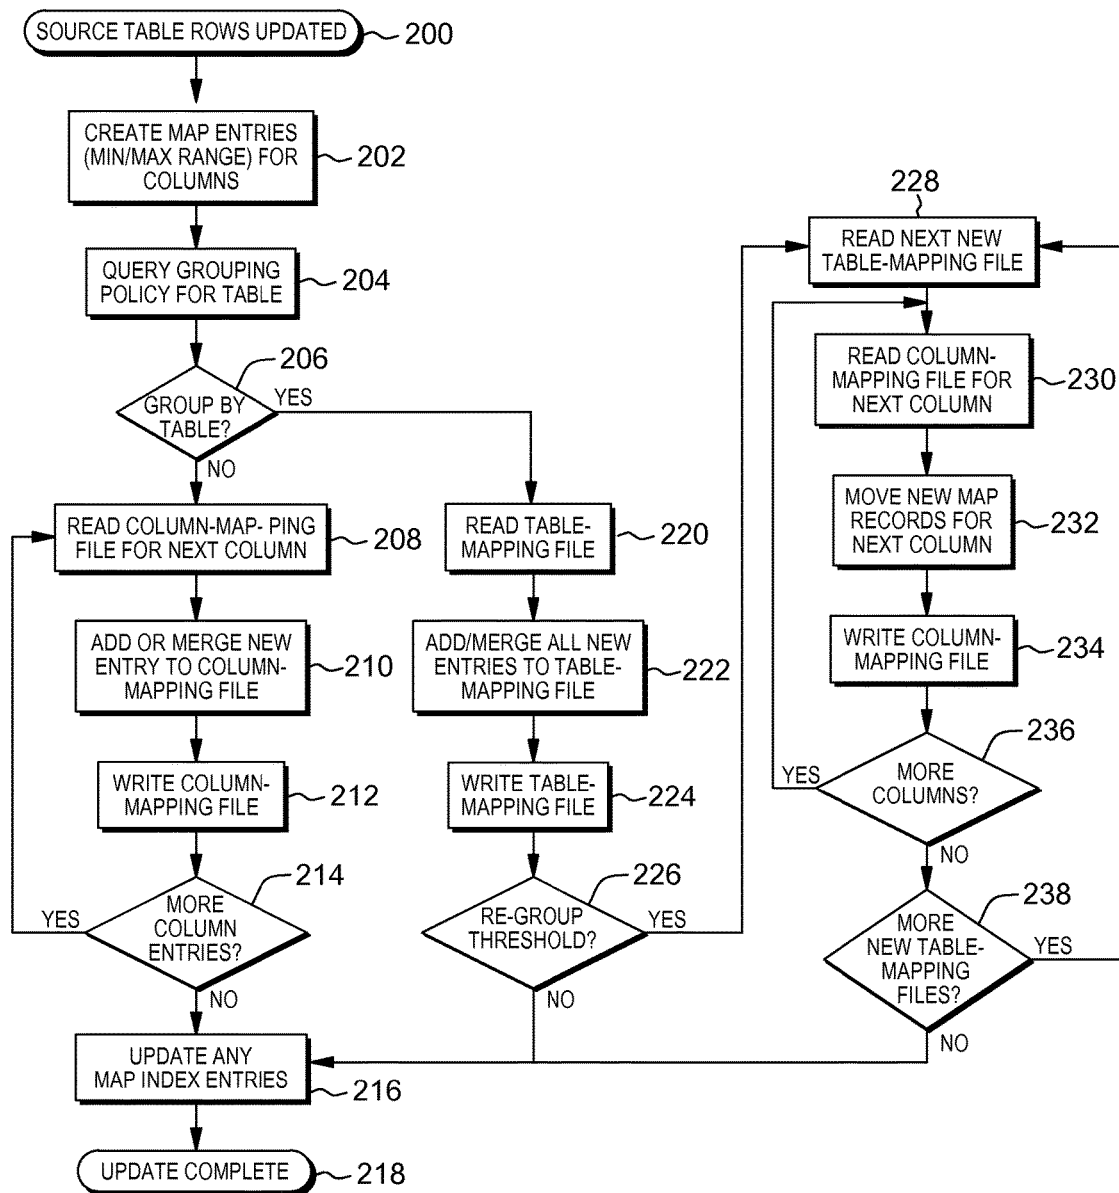 SOURCE TABLE ROWS UPDATED
200
CREATE MAP ENTRIES
(MIN/MAX RANGE) FOR
COLUMNS
202
QUERY GROUPING
POLICY FOR TABLE
204
206
GROUP BY
TABLE?
YES
NO
READ COLUMN-MAP- PING
FILE FOR NEXT COLUMN
208
ADD OR MERGE NEW
ENTRY TO COLUMN-
MAPPING FILE
210
WRITE COLUMN-
MAPPING FILE
212
214
MORE
COLUMN
ENTRIES?
YES
NO
UPDATE ANY
MAP INDEX ENTRIES
216
UPDATE COMPLETE
218
READ TABLE-
MAPPING FILE
220
ADD/MERGE ALL NEW
ENTRIES TO TABLE-
MAPPING FILE
222
WRITE TABLE-
MAPPING FILE
224
226
RE-GROUP
THRESHOLD?
YES
NO
228
READ NEXT NEW
TABLE-MAPPING FILE
READ COLUMN-
MAPPING FILE FOR
NEXT COLUMN
230
MOVE NEW MAP
RECORDS FOR
NEXT COLUMN
232
WRITE COLUMN-
MAPPING FILE
234
236
YES
MORE
COLUMNS?
NO
238
MORE
NEW TABLE-
MAPPING
FILES?
YES
NO